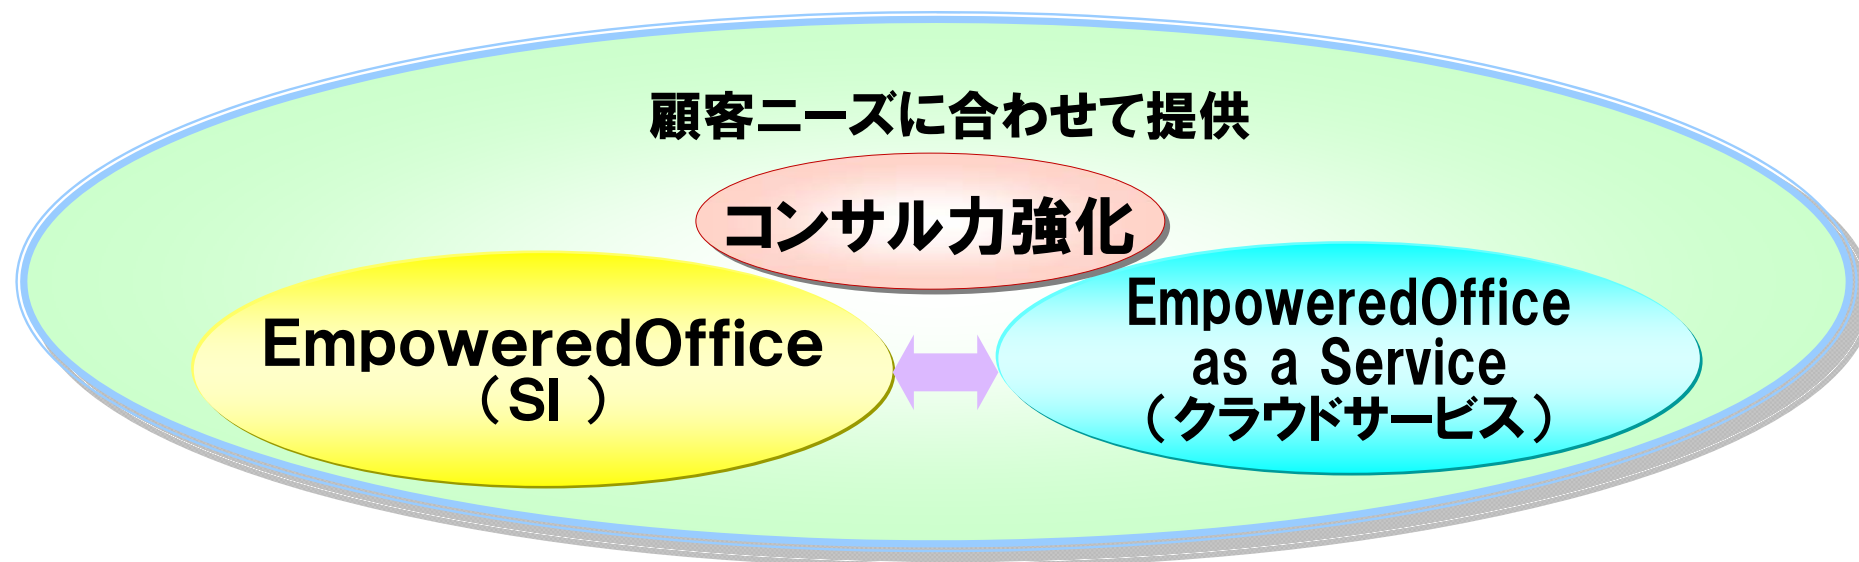 顧客ニーズに合わせて提供
コンサル力強化
EmpoweredOffice
（SI ）
EmpoweredOffice
as a Service
（クラウドサービス）